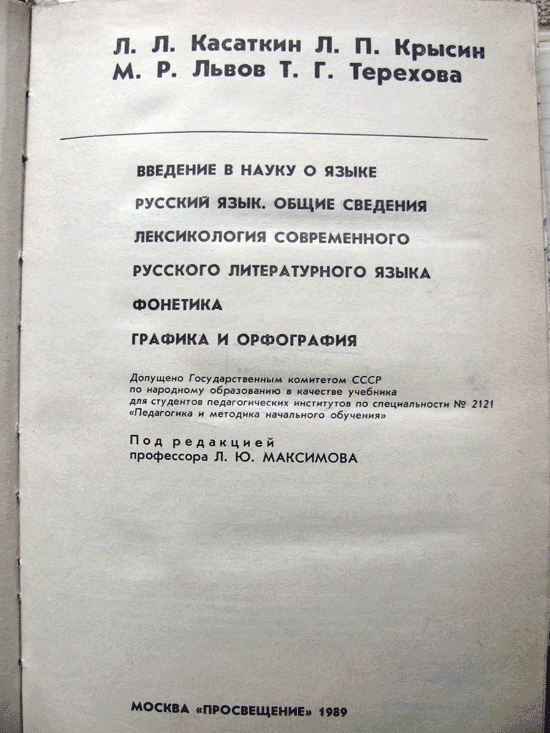 Л. Л. Касаткин Л. П. Крысин
М. Р. Львов Т. Г. Терехова
ВВЕДЕНИЕ В НАУКУ О ЯЗЫКЕ
РУССКИЙ ЯЗЫК. ОБЩИЕ СВЕДЕНИЯ
ЛЕКСИКОЛОГИЯ СОВРЕМЕННОГО
РУССКОГО ЛИТЕРАТУРНОГО ЯЗЫКА
ФОНЕТИКА
ГРАФИКА И ОРФОГРАФИЯ
Допущено Государственным комитетом СССР
по народному образованию в качестве учебника
для студентов педагогических институтов по специальности № 2121
«Педагогика и методика начального обучения»
Под редакцией
профессора Л. Ю. МАКСИМОВА
МОСКВА «ПРОСВЕЩЕНИЕ» 1989